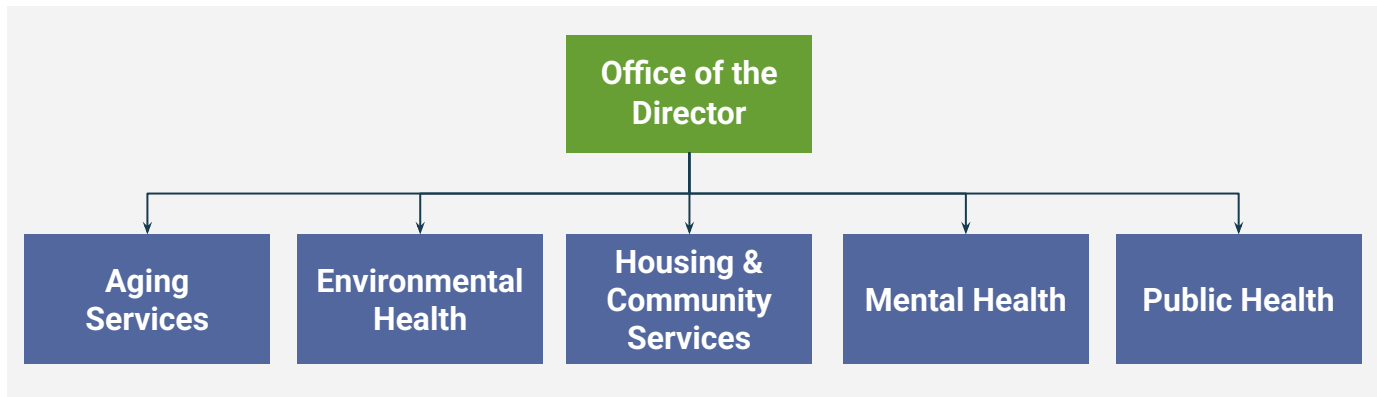 Office of the
Director
Aging
Services
Environmental
Health
Housing &
Community
Services
Mental Health
Public Health